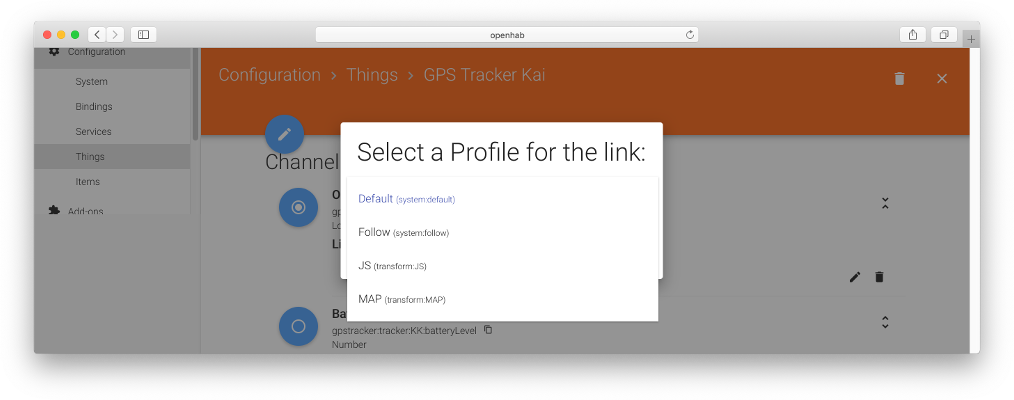 openhab
Configuration
Configuration > Things > GPS Tracker Kai
System
Bindings
Services
Things
Items
Add-ons
Channel
Select a Profile for the link:
Default (system:default)
Follow (system:follow)
JS (transform:JS)
MAP (transform:MAP)
O
gp
Lo
Li
Ba
gpstracker:tracker:KK:batteryLevel
Number